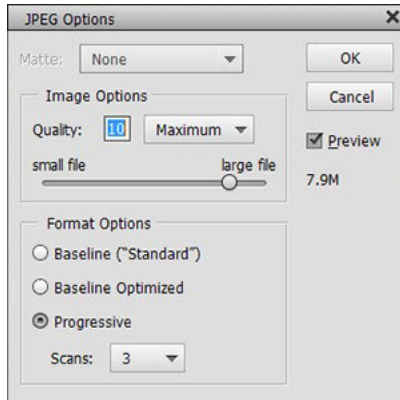 JPEG Options
Matte: None
OK
Image Options
Cancel
Quality: 10 Maximum
Preview
small file large file
7.9M
Format Options
Baseline ("Standard")
Baseline Optimized
Progressive
Scans: 3